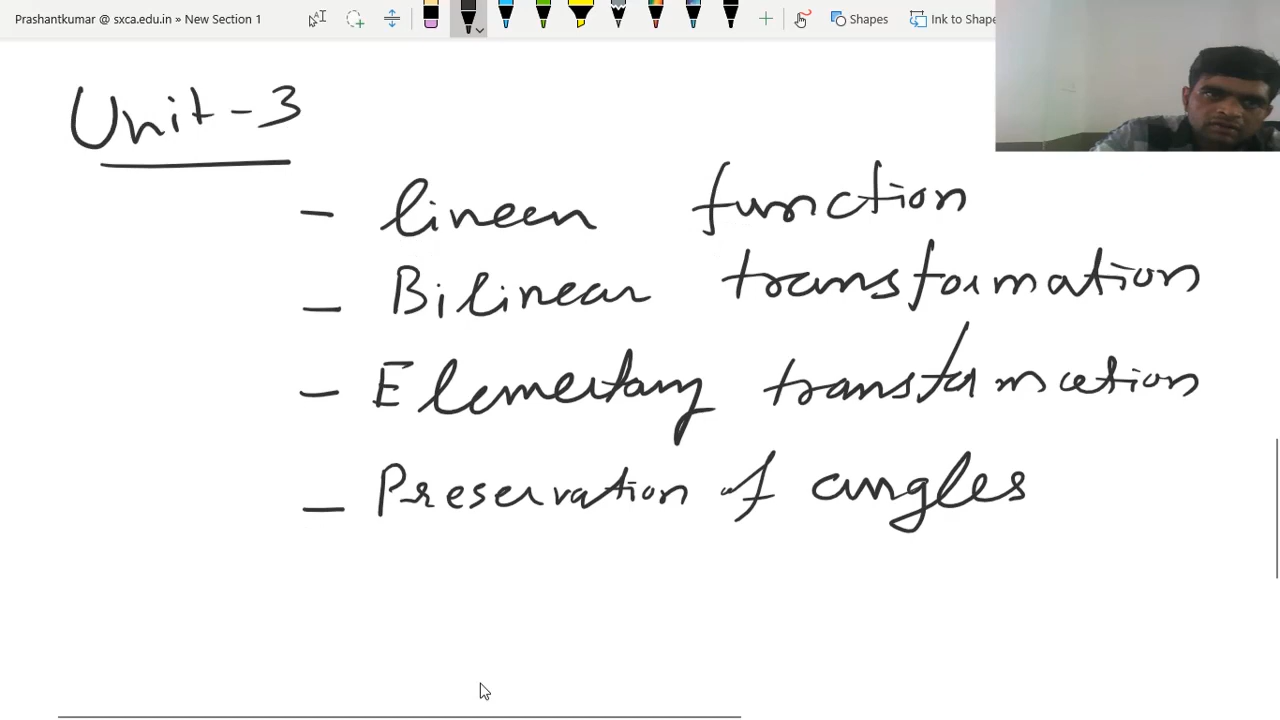 Prashantkumar @ sxca.edu.in » New Section 1
Shapes
Ink to Shape
Unit - 3
- linear function
- Bilinear transformation
- Elementary transformation
- Preservation of angles